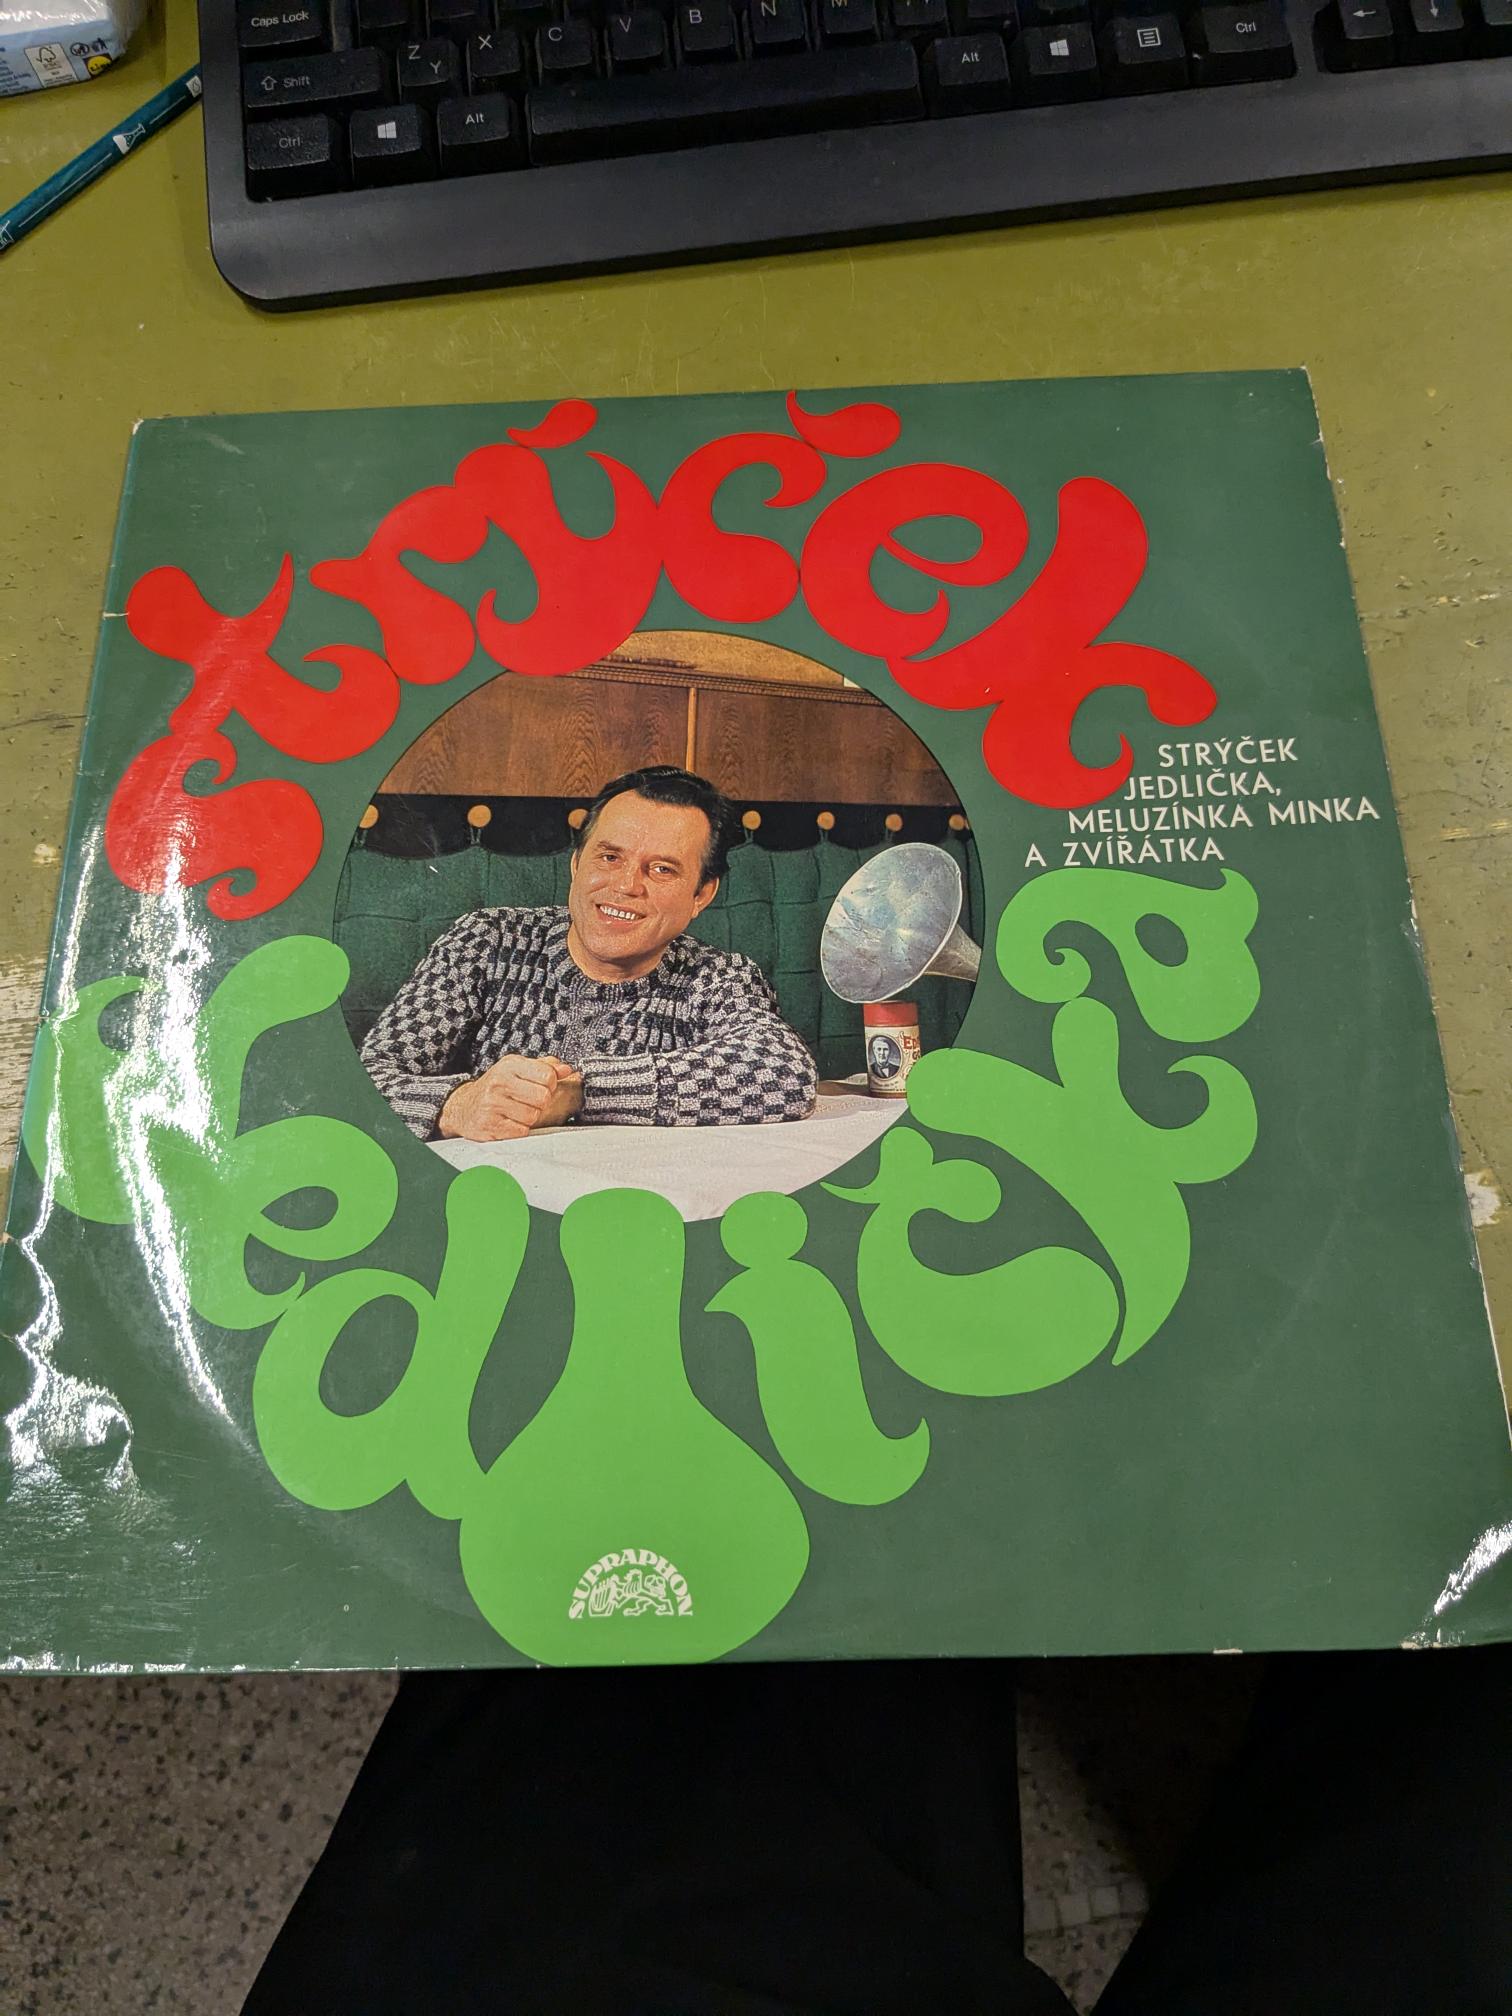 Caps Lock
Z
Y
X
C
V
B
N
M
Shift
Alt
Ctrl
Ctrl
Alt
strýček
STRÝČEK
JEDLIČKA,
MELUZÍNKA MINKA
A ZVÍŘÁTKA
jedlička
SUPRAPHON